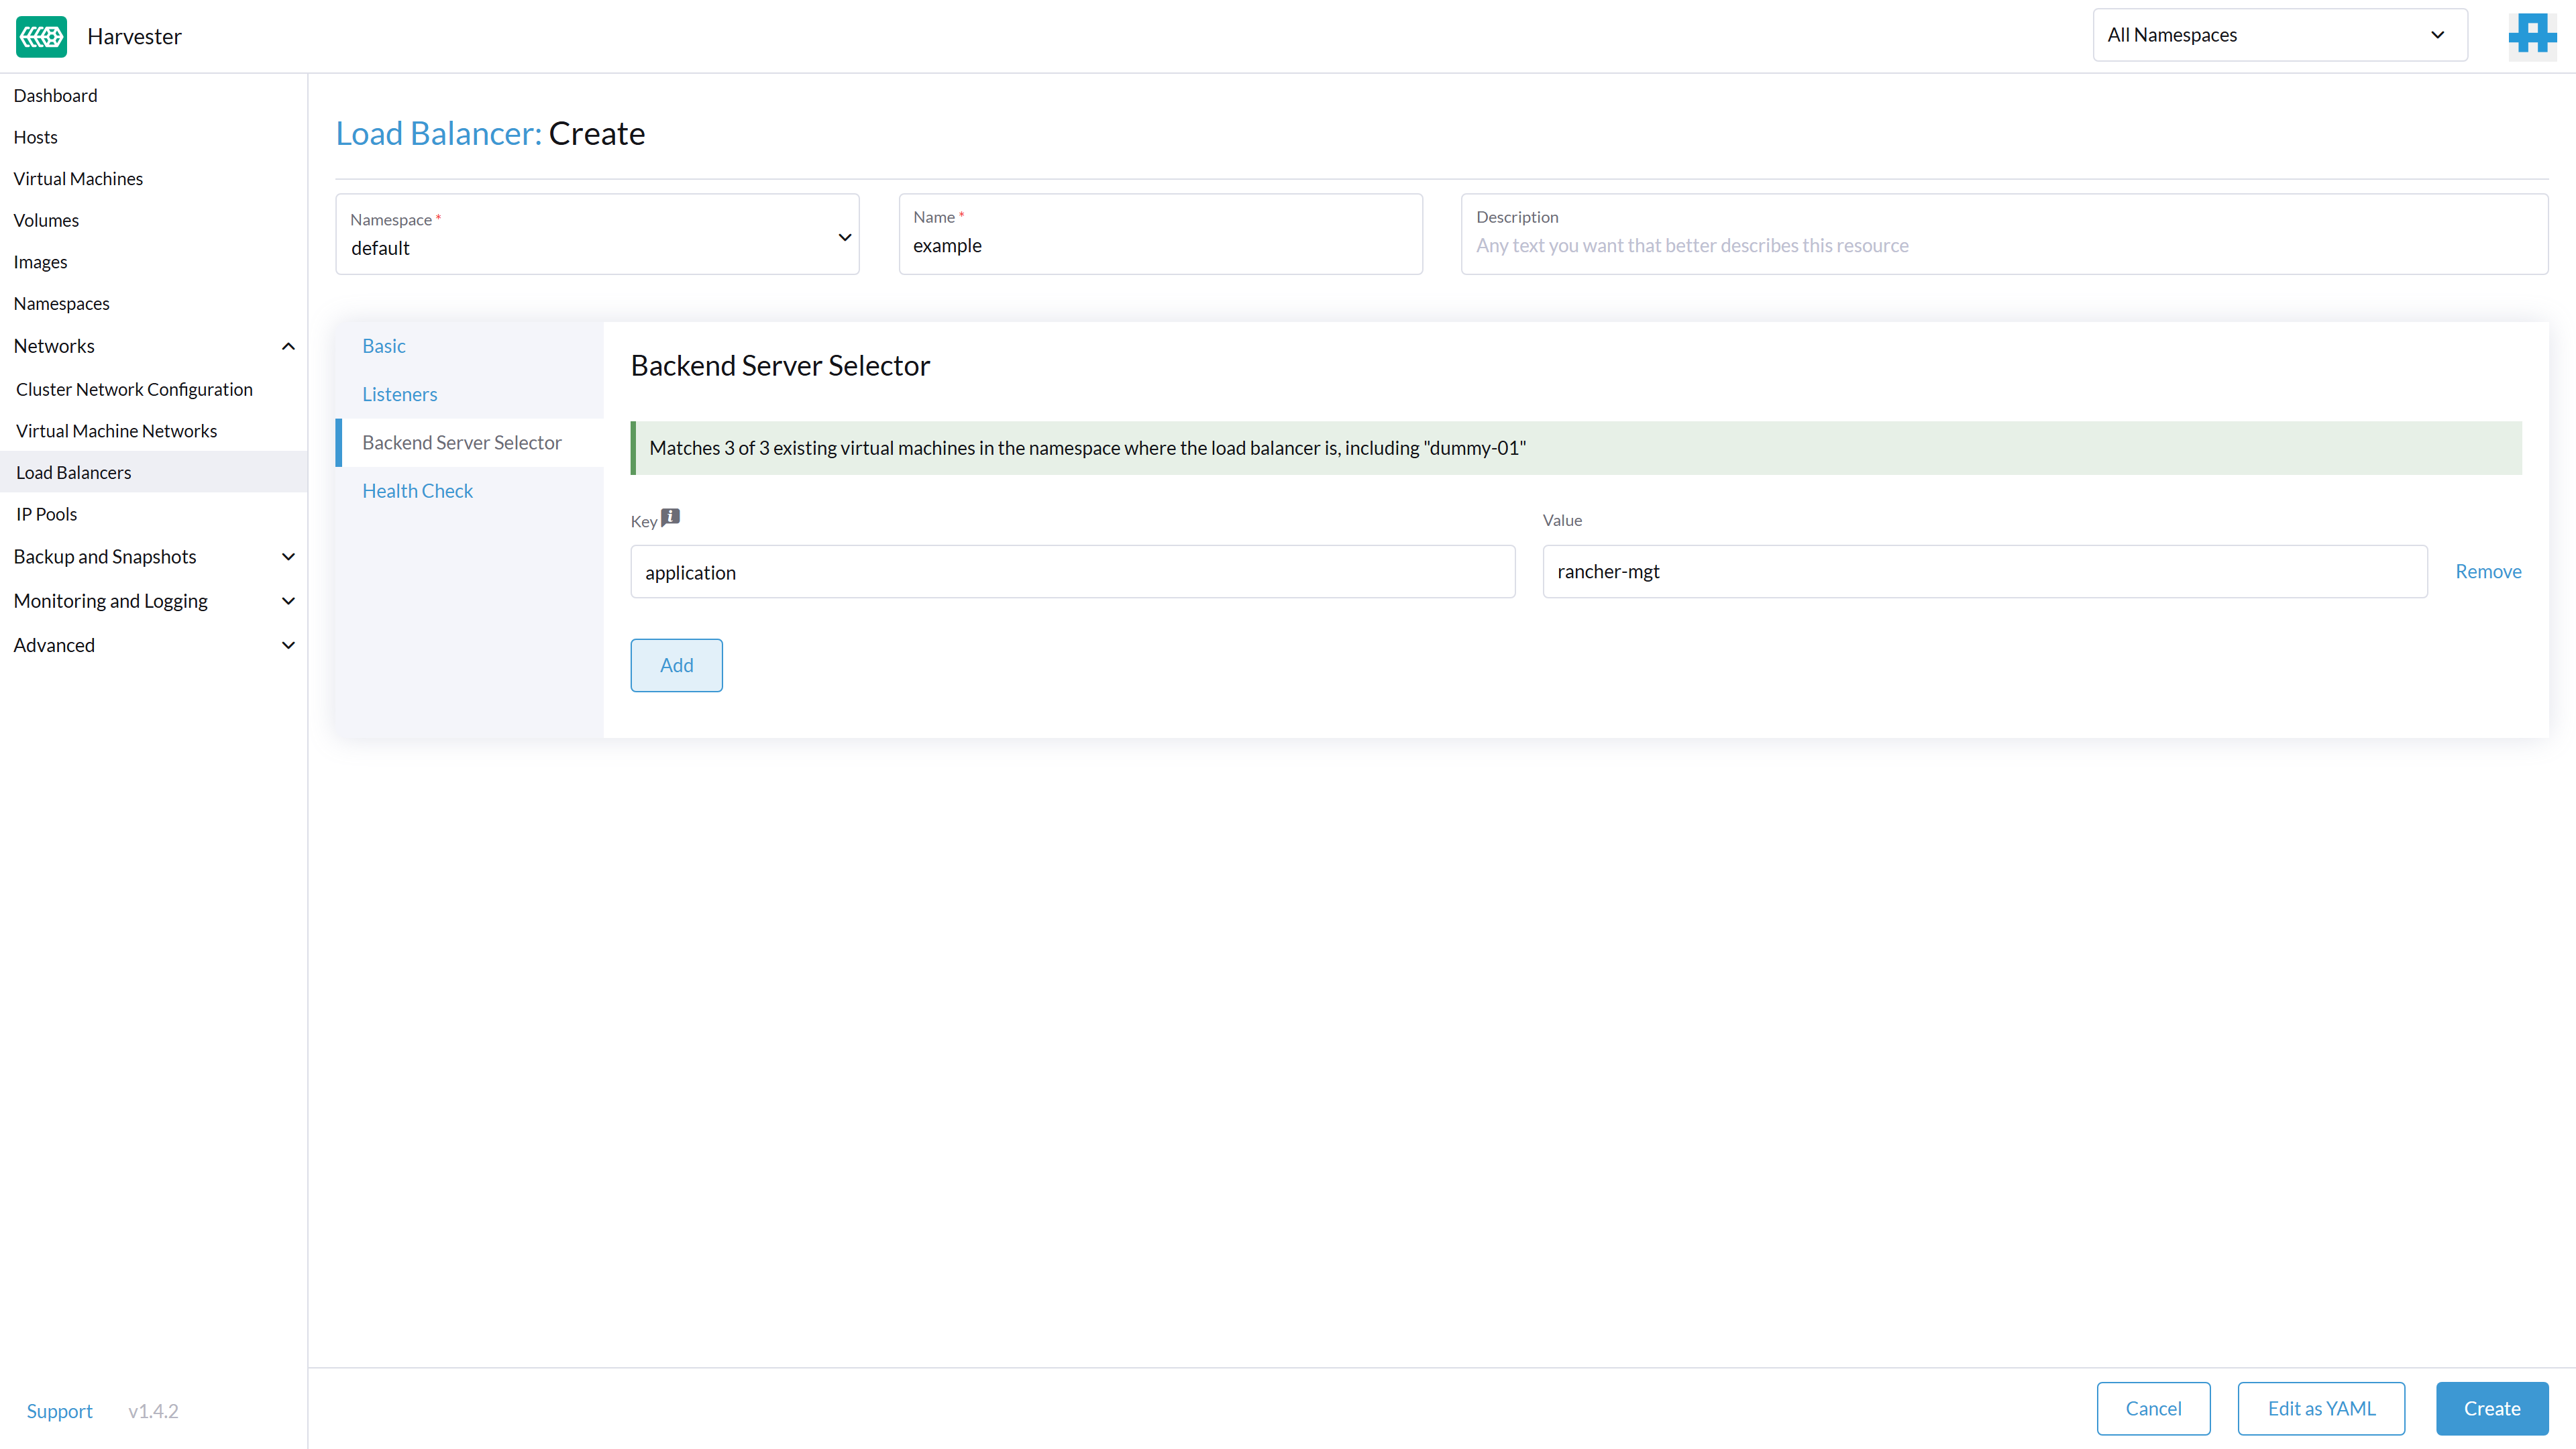 Harvester
All Namespaces
Dashboard
Hosts
Virtual Machines
Volumes
Images
Namespaces
Networks
Cluster Network Configuration
Virtual Machine Networks
Load Balancers
IP Pools
Backup and Snapshots
Monitoring and Logging
Advanced
Support v1.4.2
Load Balancer: Create
Namespace *
default
Name *
example
Description
Any text you want that better describes this resource
Basic
Listeners
Backend Server Selector
Health Check
Backend Server Selector
Matches 3 of 3 existing virtual machines in the namespace where the load balancer is, including "dummy-01"
Key
Value
application
rancher-mgt
Remove
Add
Cancel
Edit as YAML
Create